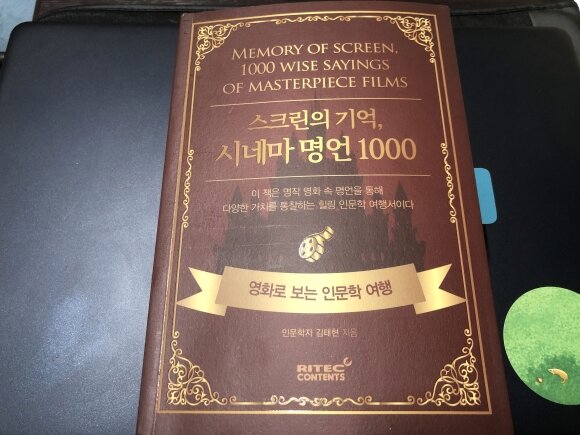 MEMORY OF SCREEN,
1000 WISE SAYINGS
OF MASTERPIECE FILMS
스크린의 기억,
시네마 명언 1000
이 책은 명작 영화 속 명언을 통해
다양한 가치를 통찰하는 힐링 인문학 여행서이다
영화로 보는 인문학 여행
인문학자 김태현 지음
RITEC
CONTENTS